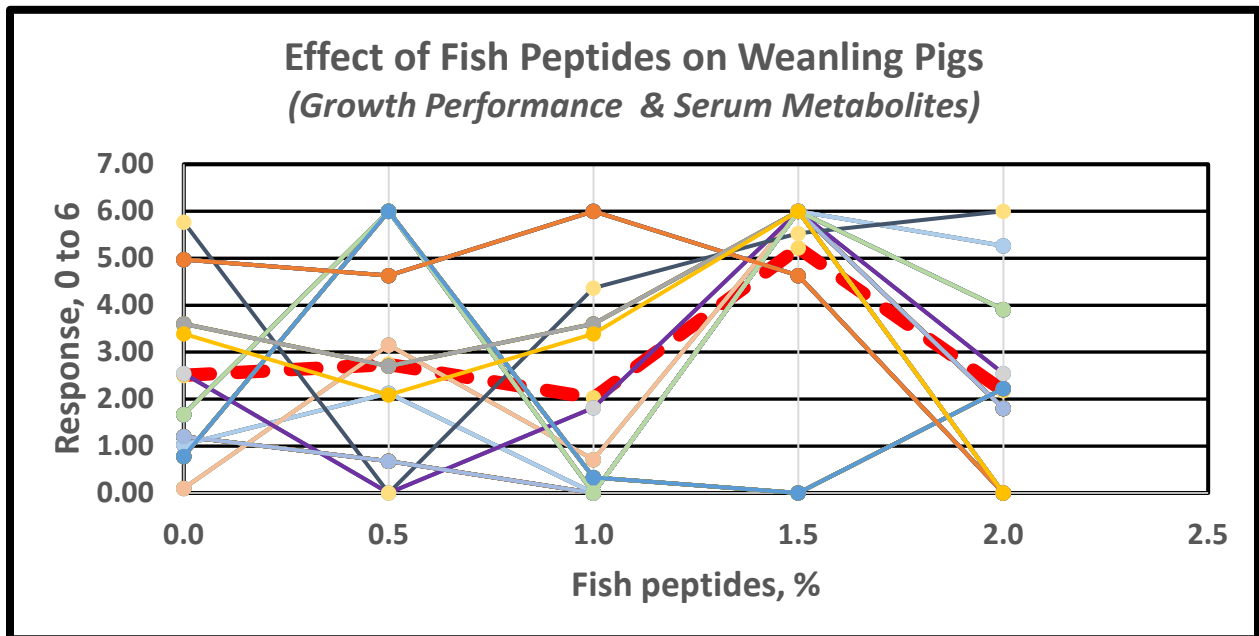 Effect of Fish Peptides on Weanling Pigs
(Growth Performance & Serum Metabolites)
Response, 0 to 6
7.00
6.00
5.00
4.00
3.00
2.00
1.00
0.00
0.0 0.5 1.0 1.5 2.0 2.5
Fish peptides, %